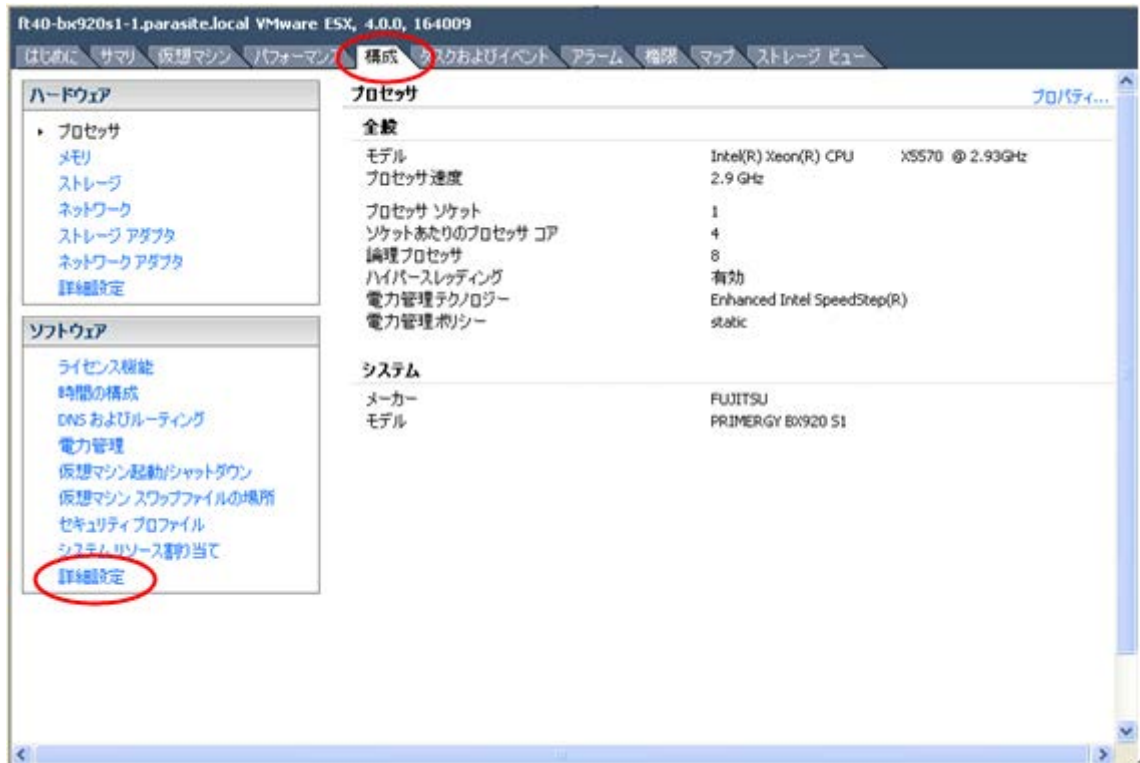 ft40-bx920s1-1.parasite.local VMware ESX, 4.0.0, 164009
はじめに サマリ 仮想マシン パフォーマンス 構成 タスクおよびイベント アラーム 権限 マップ ストレージ ビュー
ハードウェア
プロセッサ
メモリ
ストレージ
ネットワーク
ストレージ アダプタ
ネットワーク アダプタ
詳細設定
ソフトウェア
ライセンス機能
時間の構成
DNS およびルーティング
電力管理
仮想マシン起動/シャットダウン
仮想マシン スワップファイルの場所
セキュリティ プロファイル
システム リソース割り当て
詳細設定
プロセッサ
プロパティ...
全般
モデル Intel(R) Xeon(R) CPU X5570 @ 2.93GHz
プロセッサ速度 2.9 GHz
プロセッサ ソケット 1
ソケットあたりのプロセッサ コア 4
論理プロセッサ 8
ハイパースレッディング 有効
電力管理テクノロジー Enhanced Intel SpeedStep(R)
電力管理ポリシー static
システム
メーカー FUJITSU
モデル PRIMERGY BX920 S1